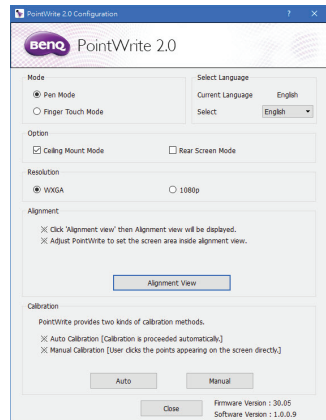 PointWrite 2.0 Configuration ? ×
BenQ PointWrite 2.0
Mode
Pen Mode
Finger Touch Mode
Select Language
Current Language English
Select English
Option
Ceiling Mount Mode Rear Screen Mode
Resolution
WXGA 1080p
Alignment
※ Click 'Alignment view' then Alignment view will be displayed.
※ Adjust PointWrite to set the screen area inside alignment view.
Alignment View
Calibration
PointWrite provides two kinds of calibration methods.
※ Auto Calibration [Calibration is proceeded automatically.]
※ Manual Calibration [User clicks the points appearing on the screen directly.]
Auto Manual
Close
Firmware Version : 30.05
Software Version : 1.0.0.9